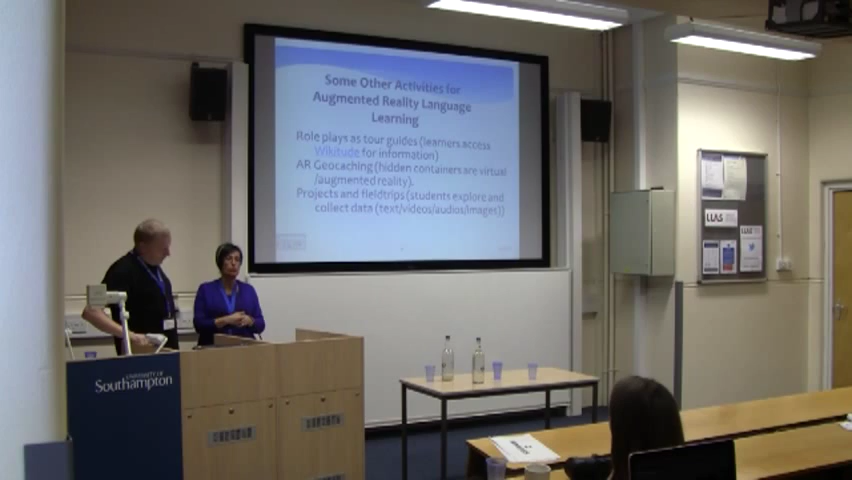 Some Other Activities for
Augmented Reality Language
Learning
Role plays as tour guides (learners access
Wikitude for information)
AR Geocaching (hidden containers are virtual
/augmented reality).
Projects and fieldtrips (students explore and
collect data (text/videos/audios/images))
LLAS
LLAS
UNIVERSITY OF
Southampton